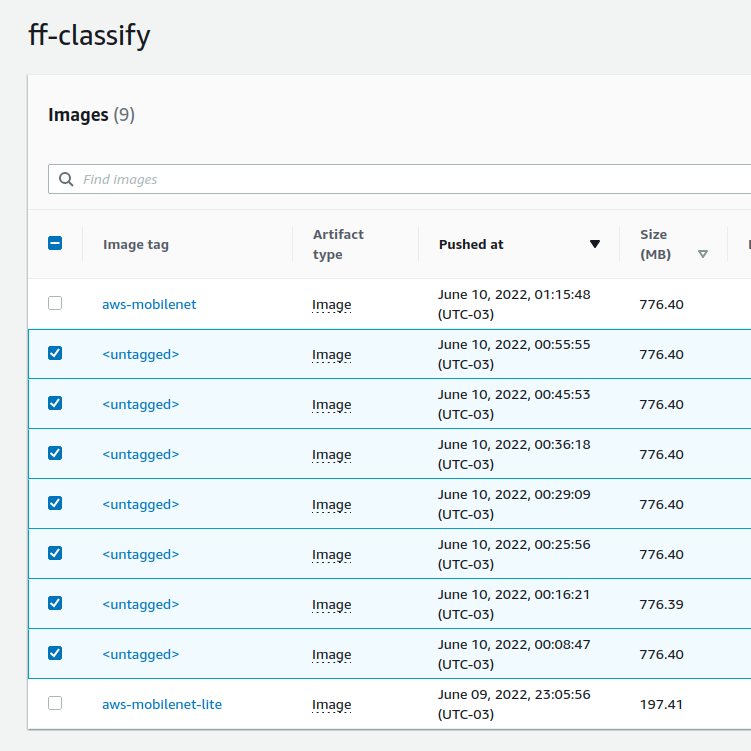 ff-classify
Images (9)
Find images
Image tag
Artifact
type
Pushed at
Size
(MB)
aws-mobilenet
Image
June 10, 2022, 01:15:48
(UTC-03)
776.40
<untagged>
Image
June 10, 2022, 00:55:55
(UTC-03)
776.40
<untagged>
Image
June 10, 2022, 00:45:53
(UTC-03)
776.40
<untagged>
Image
June 10, 2022, 00:36:18
(UTC-03)
776.40
<untagged>
Image
June 10, 2022, 00:29:09
(UTC-03)
776.40
<untagged>
Image
June 10, 2022, 00:25:56
(UTC-03)
776.40
<untagged>
Image
June 10, 2022, 00:16:21
(UTC-03)
776.39
<untagged>
Image
June 10, 2022, 00:08:47
(UTC-03)
776.40
aws-mobilenet-lite
Image
June 09, 2022, 23:05:56
(UTC-03)
197.41